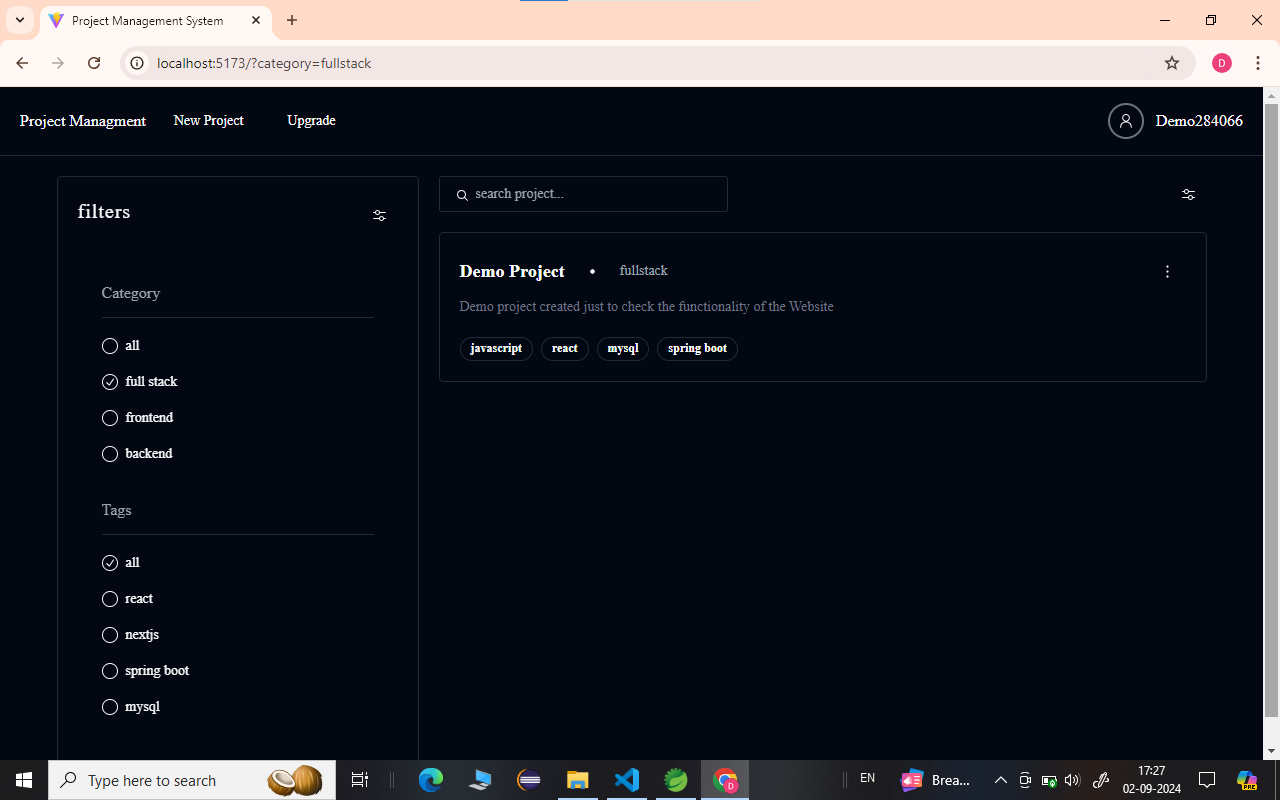 Project Management System
localhost:5173/?category=fullstack
D
Project Managment New Project Upgrade Demo284066
filters
search project...
Category
all
full stack
frontend
backend
Tags
all
react
nextjs
spring boot
mysql
Demo Project • fullstack
Demo project created just to check the functionality of the Website
javascript react mysql spring boot
Type here to search
D
EN
Brea...
17:27
02-09-2024
PRE